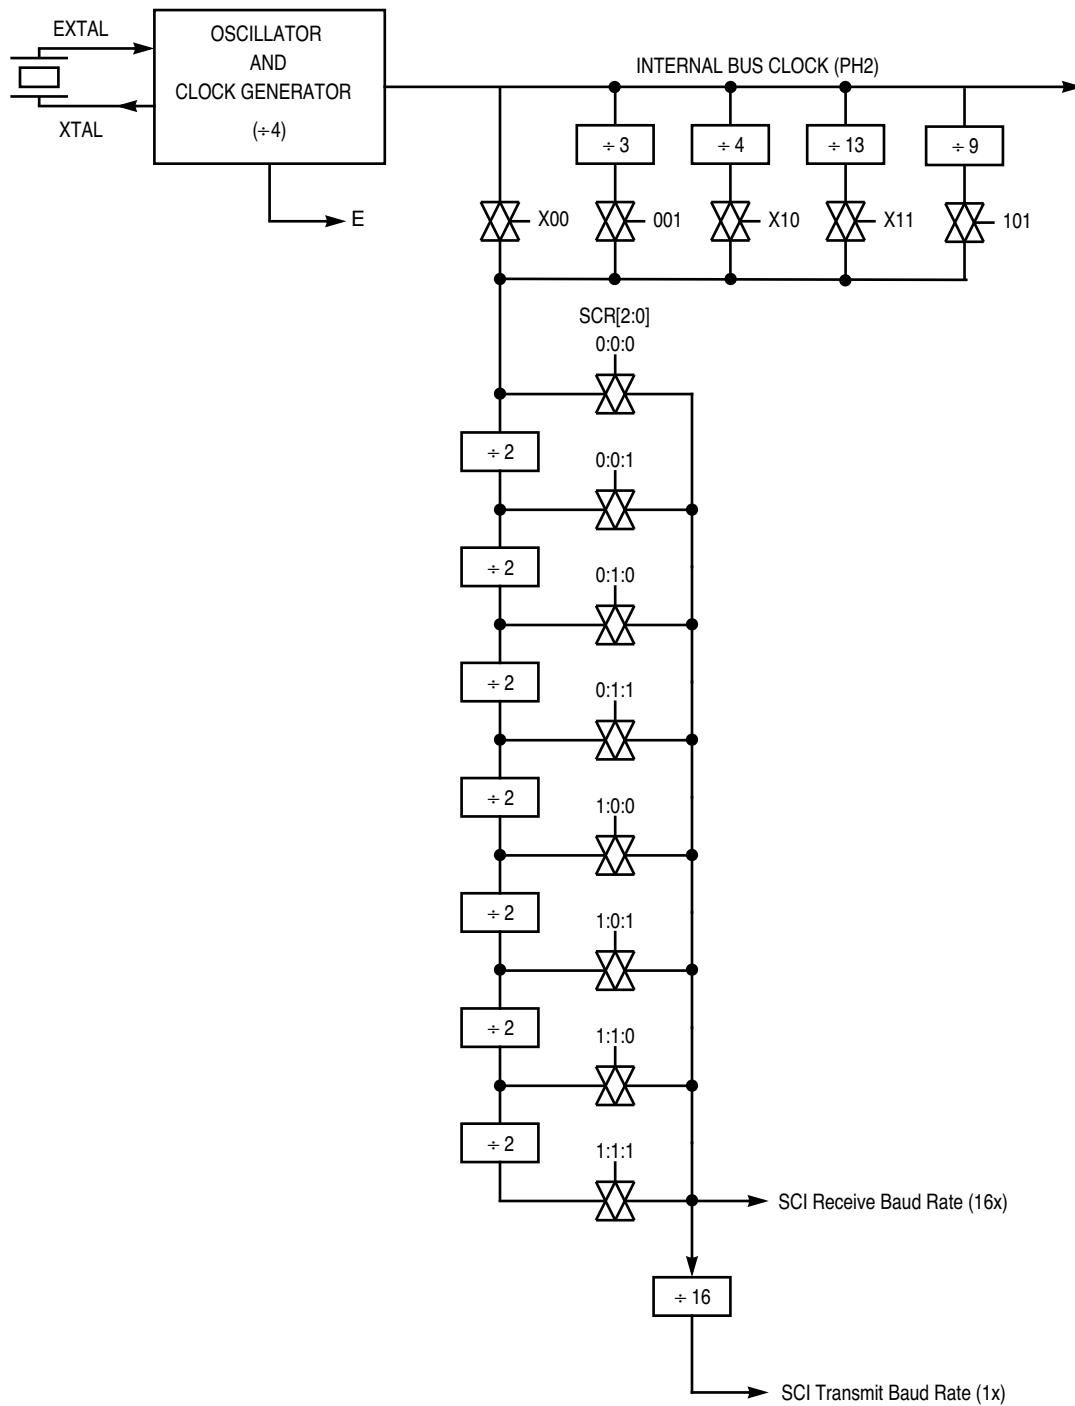 EXTAL
XTAL
OSCILLATOR
AND
CLOCK GENERATOR
(÷4)
E
INTERNAL BUS CLOCK (PH2)
÷ 3
÷ 4
÷ 13
÷ 9
X00
001
X10
X11
101
SCR[2:0]
0:0:0
÷ 2
0:0:1
÷ 2
0:1:0
÷ 2
0:1:1
÷ 2
1:0:0
÷ 2
1:0:1
÷ 2
1:1:0
÷ 2
1:1:1
SCI Receive Baud Rate (16x)
÷ 16
SCI Transmit Baud Rate (1x)